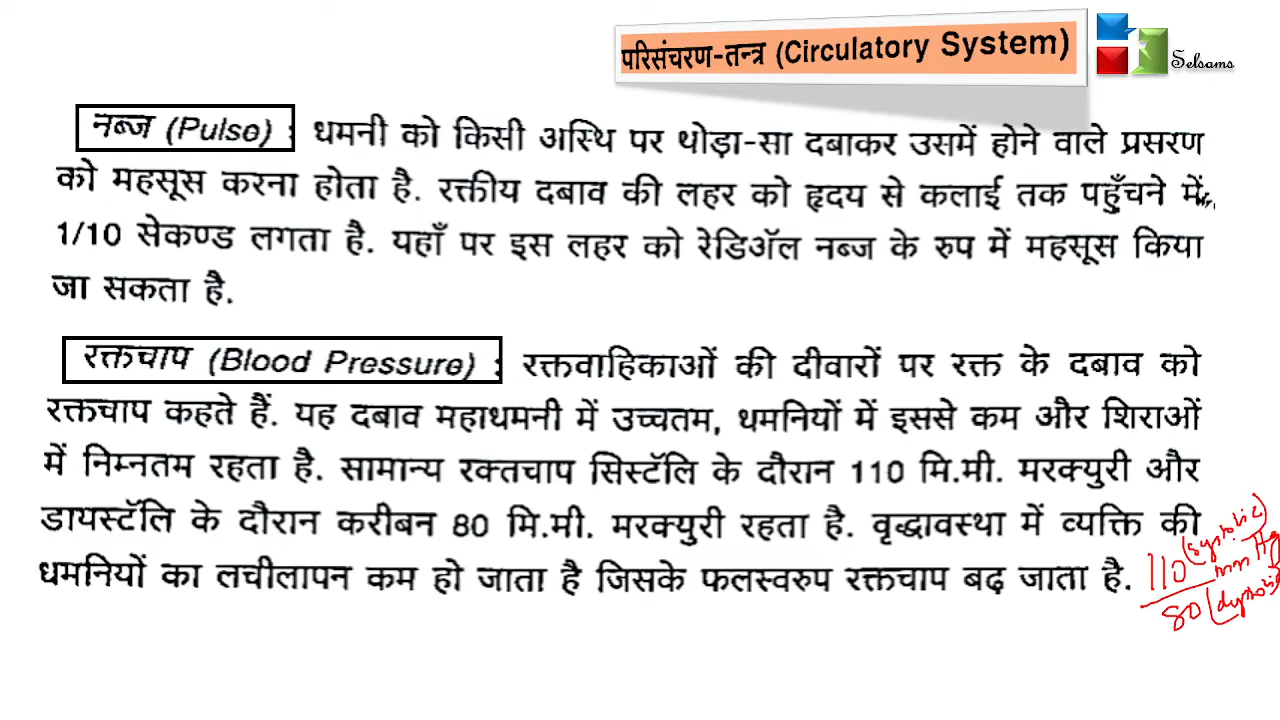 परिसंचरण-तन्त्र (Circulatory System)
Selsams
नब्ज (Pulse) : धमनी को किसी अस्थि पर थोड़ा-सा दबाकर उसमें होने वाले प्रसरण
को महसूस करना होता है. रक्तीय दबाव की लहर को हृदय से कलाई तक पहुँचने में
1/10 सेकण्ड लगता है. यहाँ पर इस लहर को रेडिअॅल नब्ज के रुप में महसूस किया
जा सकता है.
रक्तचाप (Blood Pressure) : रक्तवाहिकाओं की दीवारों पर रक्त के दबाव को
रक्तचाप कहते हैं. यह दबाव महाधमनी में उच्चतम, धमनियों में इससे कम और शिराओं
में निम्नतम रहता है. सामान्य रक्तचाप सिस्टॅलि के दौरान 110 मि.मी. मरक्युरी और
डायस्टॅलि के दौरान करीबन 80 मि.मी. मरक्युरी रहता है. वृद्धावस्था में व्यक्ति की
धमनियों का लचीलापन कम हो जाता है जिसके फलस्वरुप रक्तचाप बढ़ जाता है.
110 mm Hg
80